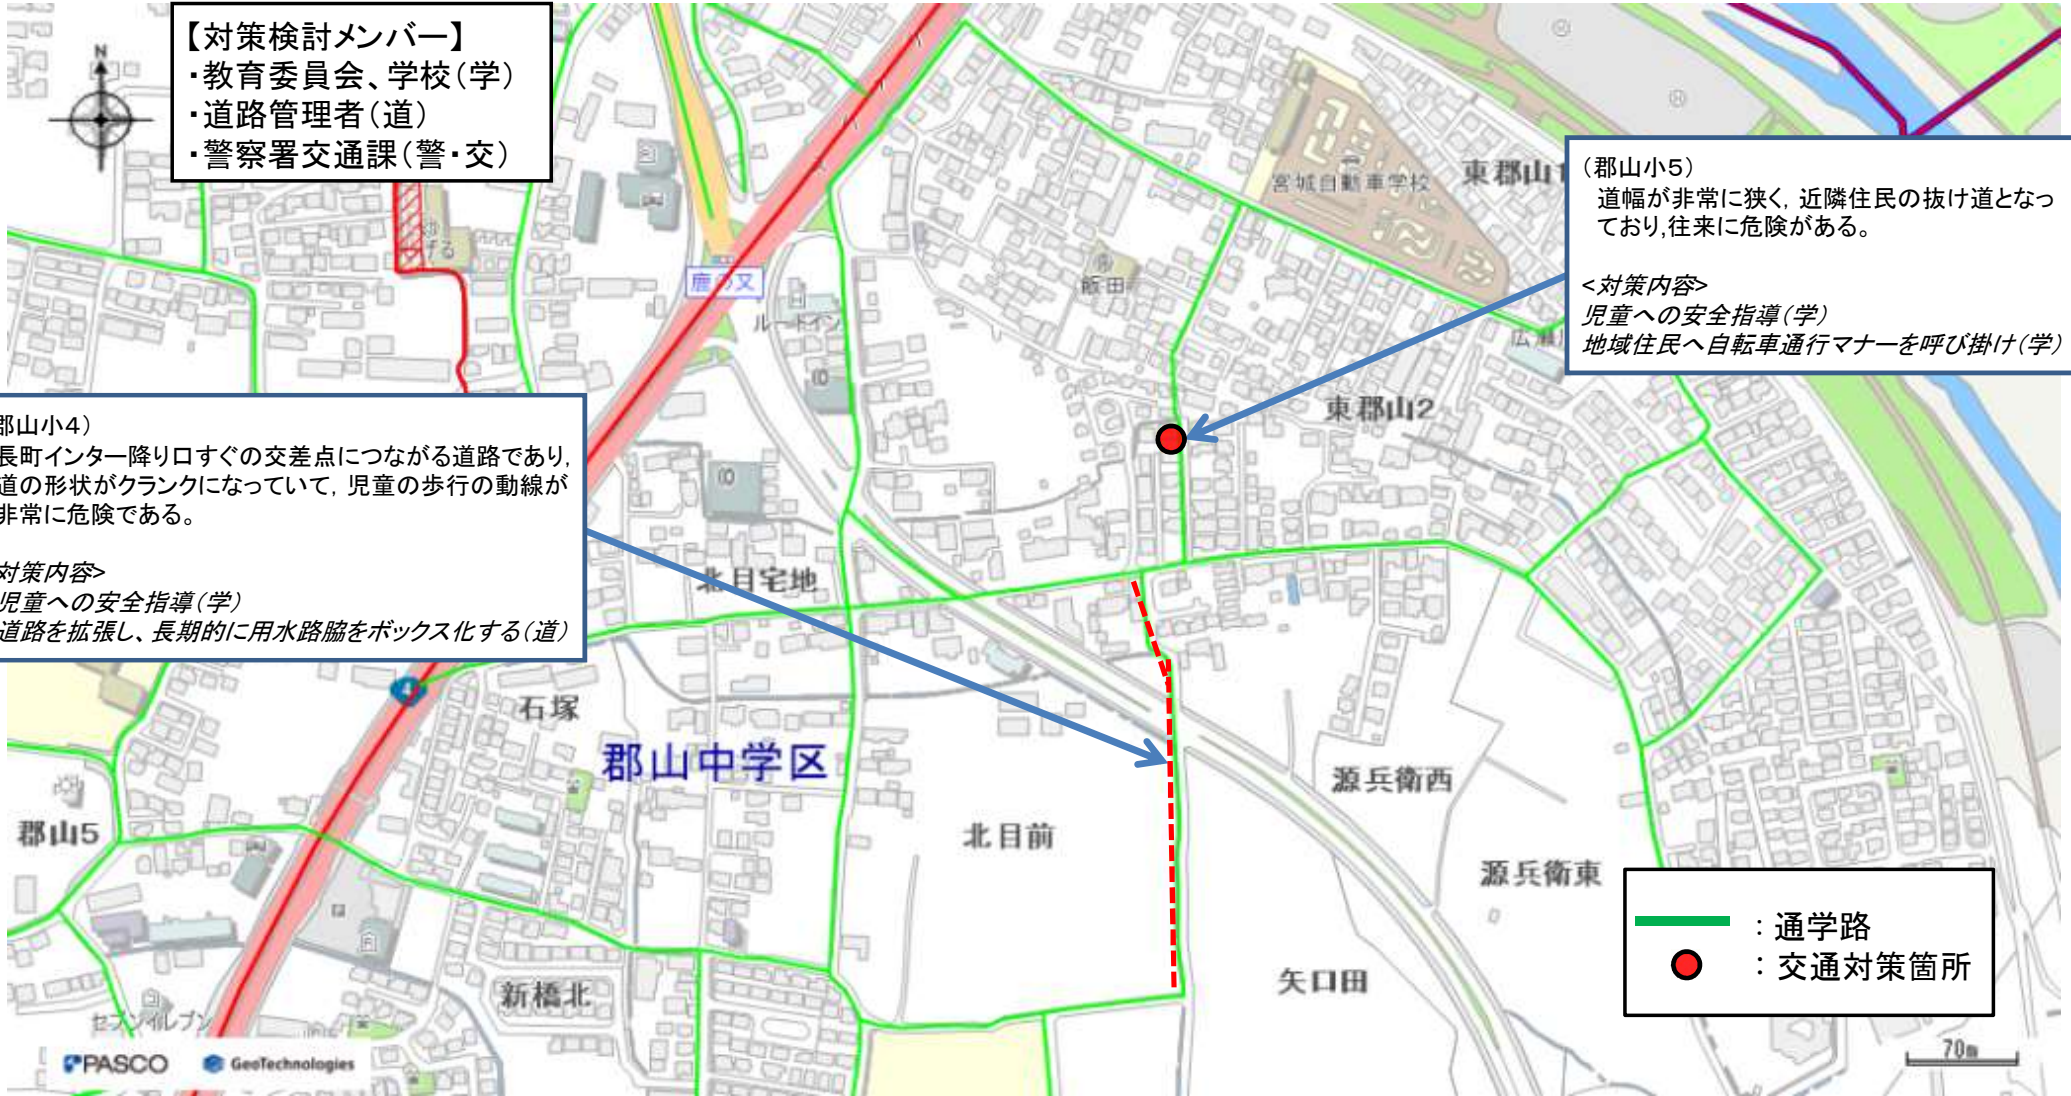 【対策検討メンバー】
・教育委員会、学校(学)
・道路管理者(道)
・警察署交通課(警・交)
N
(郡山小5)
道幅が非常に狭く，近隣住民の抜け道となっ
ており,往来に危険がある。
<対策内容>
児童への安全指導(学)
地域住民へ自転車通行マナーを呼び掛け(学)
郡山小4)
長町インター降り口すぐの交差点につながる道路であり，
道の形状がクランクになっていて，児童の歩行の動線が
非常に危険である。
対策内容>
児童への安全指導(学)
道路を拡張し、長期的に用水路脇をボックス化する(道)
宮城自動車学校
東郡山1
鹿の又
ルートイン
飯田
広瀬
東郡山2
北目宅地
石塚
4
郡山中学区
北目前
源兵衛西
源兵衛東
郡山5
新橋北
矢口田
セブンイレブン
：通学路
：交通対策箇所
PASCO
GeoTechnologies
70m